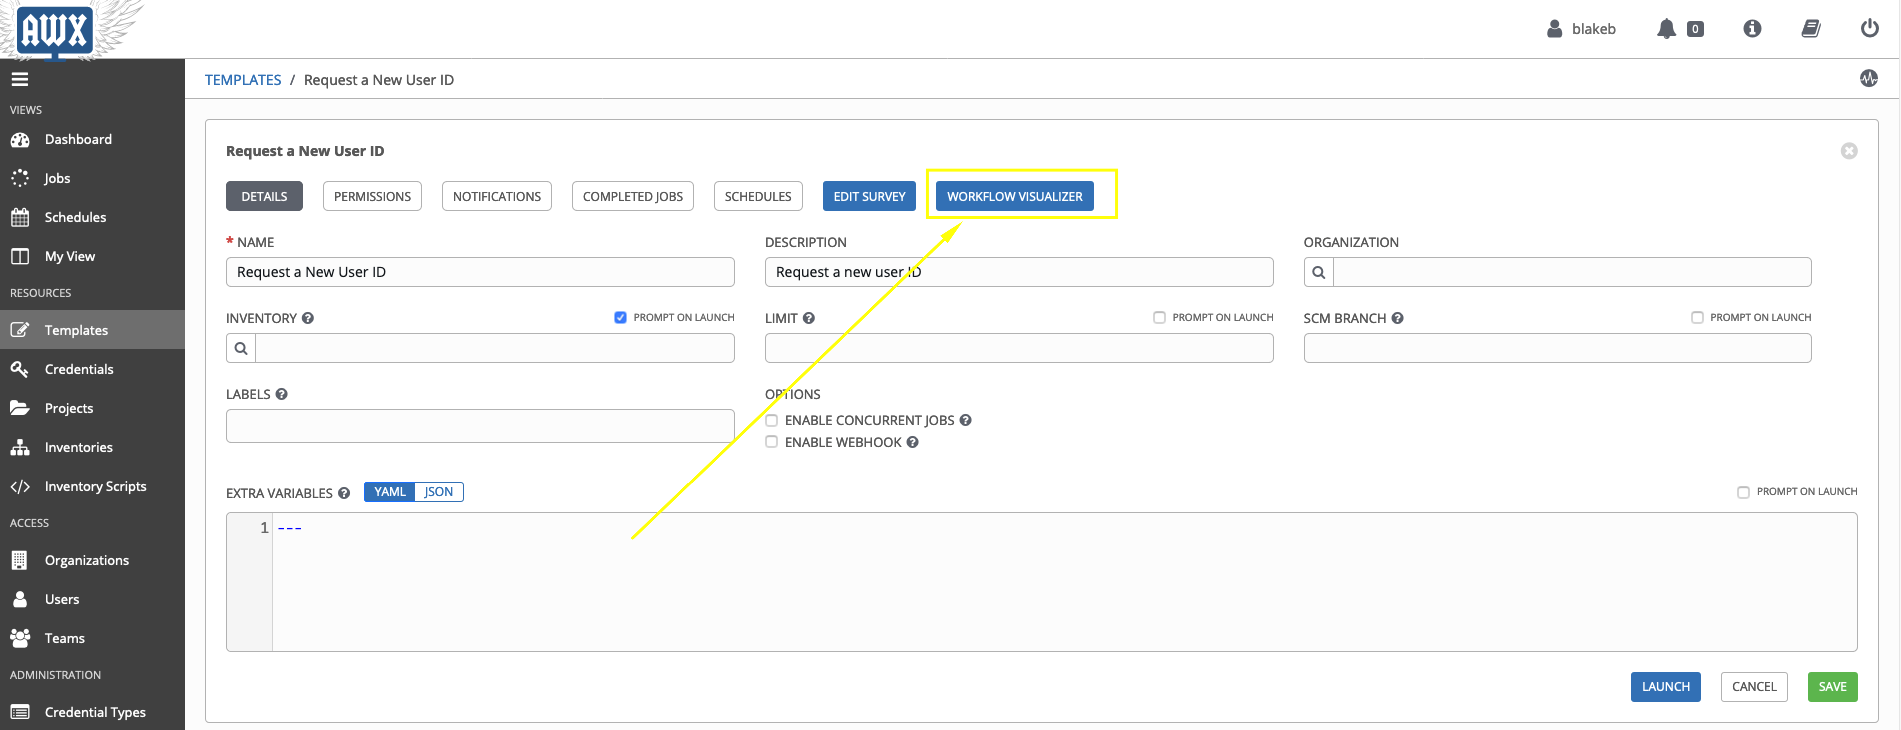 AWX
blakeb
0
TEMPLATES / Request a New User ID
VIEWS
Dashboard
Jobs
Schedules
My View
RESOURCES
Templates
Credentials
Projects
Inventories
Inventory Scripts
ACCESS
Organizations
Users
Teams
ADMINISTRATION
Credential Types
Request a New User ID
DETAILS PERMISSIONS NOTIFICATIONS COMPLETED JOBS SCHEDULES EDIT SURVEY WORKFLOW VISUALIZER
* NAME DESCRIPTION ORGANIZATION
Request a New User ID Request a new user ID
INVENTORY ? PROMPT ON LAUNCH LIMIT ? PROMPT ON LAUNCH SCM BRANCH ? PROMPT ON LAUNCH
LABELS ? OPTIONS
ENABLE CONCURRENT JOBS ?
ENABLE WEBHOOK ?
EXTRA VARIABLES ? YAML JSON PROMPT ON LAUNCH
1 ---
LAUNCH CANCEL SAVE